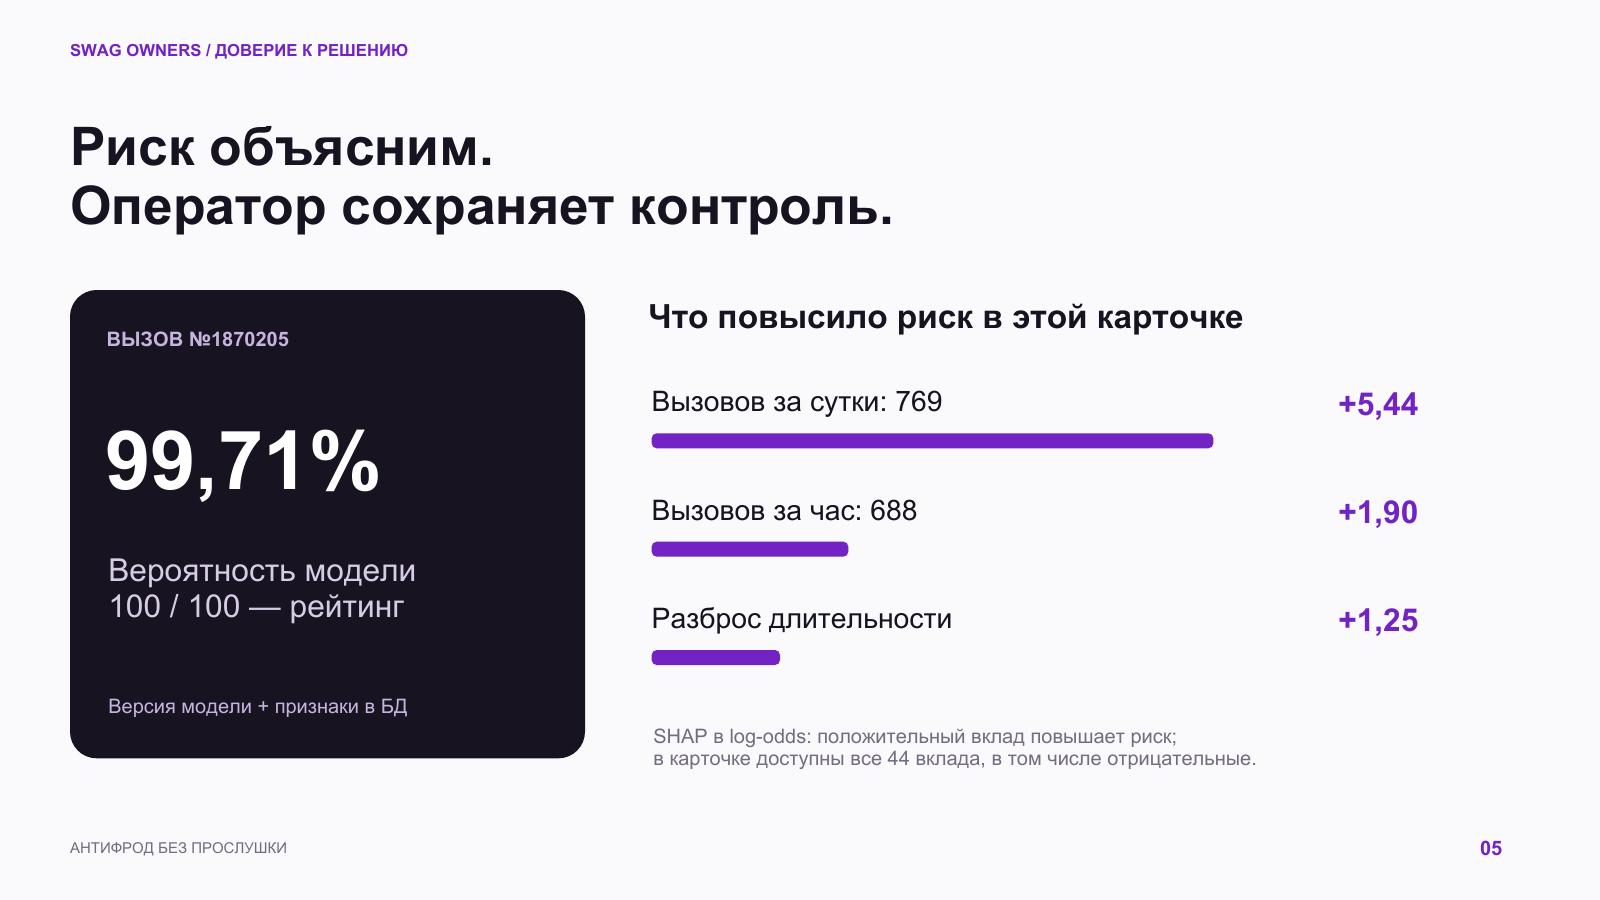 SWAG OWNERS / ДОВЕРИЕ К РЕШЕНИЮ
Риск объясним.
Оператор сохраняет контроль.
ВЫЗОВ №1870205
99,71%
Вероятность модели
100 / 100 — рейтинг
Версия модели + признаки в БД
Что повысило риск в этой карточке
Вызовов за сутки: 769
+5,44
Вызовов за час: 688
+1,90
Разброс длительности
+1,25
SHAP в log-odds: положительный вклад повышает риск;
в карточке доступны все 44 вклада, в том числе отрицательные.
АНТИФРОД БЕЗ ПРОСЛУШКИ
05